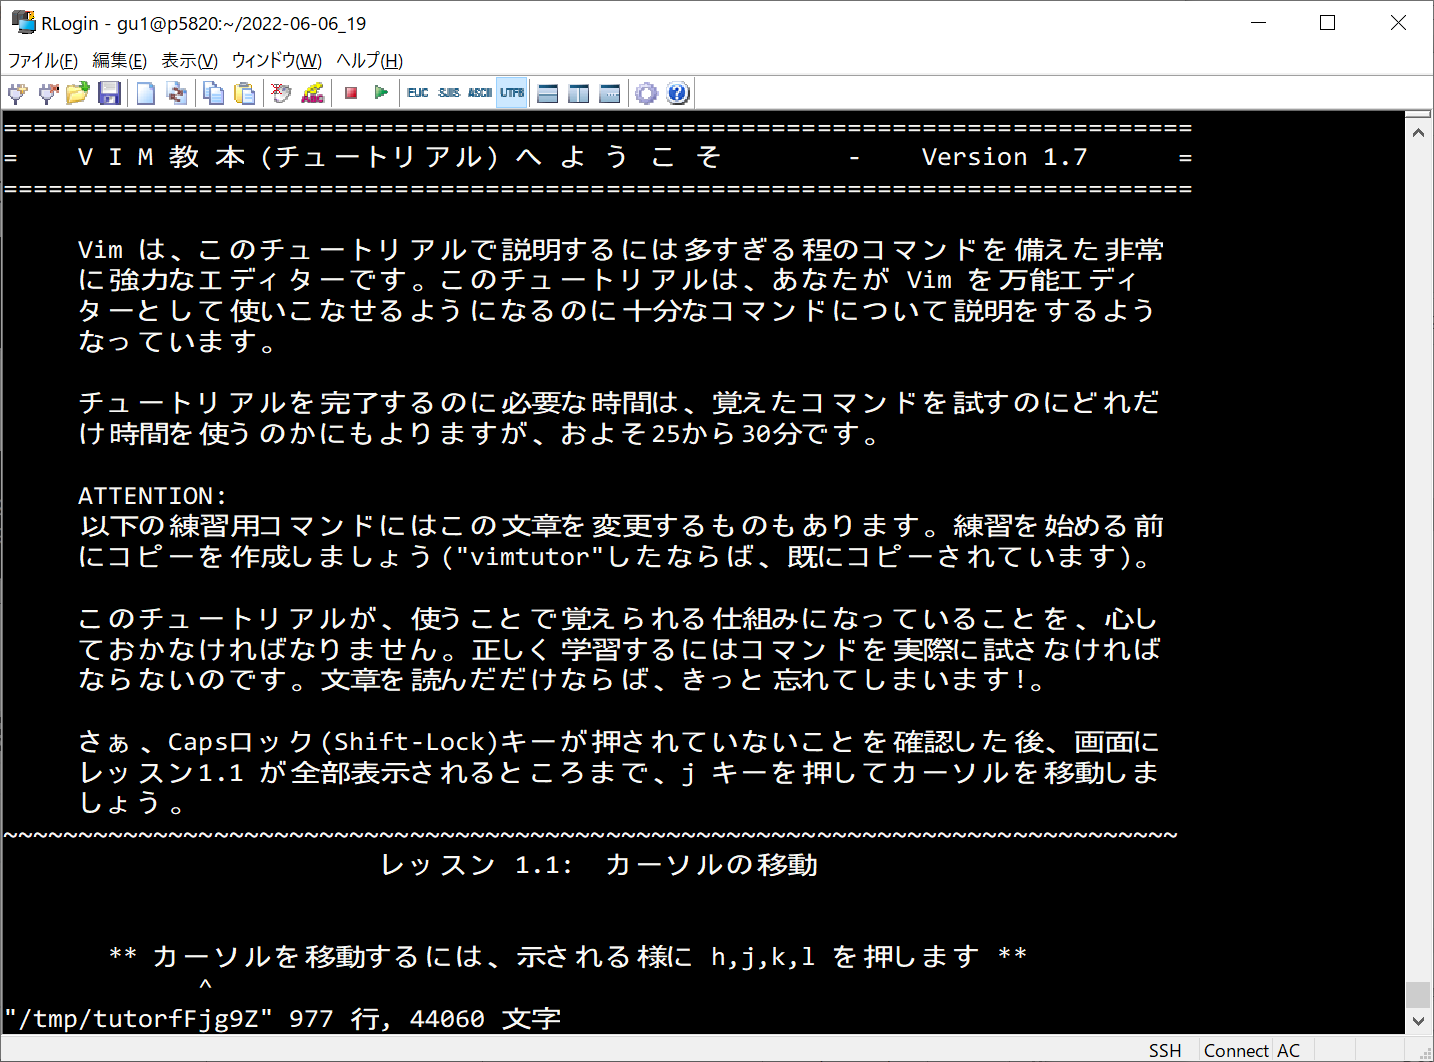 RLogin - gu1@p5820:~/2022-06-06_19
ファイル(F) 編集(E) 表示(V) ウィンドウ(W) ヘルプ(H)
ABC EUC SJIS ASCII UTF8
===============================================================================
=    V I M 教 本 (チュートリアル) へ よ う こ そ        -    Version 1.7      =
===============================================================================
Vim は、このチュートリアルで説明するには多すぎる程のコマンドを備えた非常
に強力なエディターです。このチュートリアルは、あなたが Vim を万能エディ
ターとして使いこなせるようになるのに十分なコマンドについて説明をするよう
なっています。
チュートリアルを完了するのに必要な時間は、覚えたコマンドを試すのにどれだ
け時間を使うのかにもよりますが、およそ25から30分です。
ATTENTION:
以下の練習用コマンドにはこの文章を変更するものもあります。練習を始める前
にコピーを作成しましょう("vimtutor"したならば、既にコピーされています)。
このチュートリアルが、使うことで覚えられる仕組みになっていることを、心し
ておかなければなりません。正しく学習するにはコマンドを実際に試さなければ
ならないのです。文章を読んだだけならば、きっと忘れてしまいます!。
さぁ、Capsロック(Shift-Lock)キーが押されていないことを確認した後、画面に
レッスン1.1 が全部表示されるところまで、j キーを押してカーソルを移動しま
しょう。
~~~~~~~~~~~~~~~~~~~~~~~~~~~~~~~~~~~~~~~~~~~~~~~~~~~~~~~~~~~~~~~~~~~~~~~~~~~~~~
レッスン 1.1:  カーソルの移動
** カーソルを移動するには、示される様に h,j,k,l を押します **
^
"/tmp/tutorfFjg9Z" 977 行, 44060 文字
SSH Connect AC